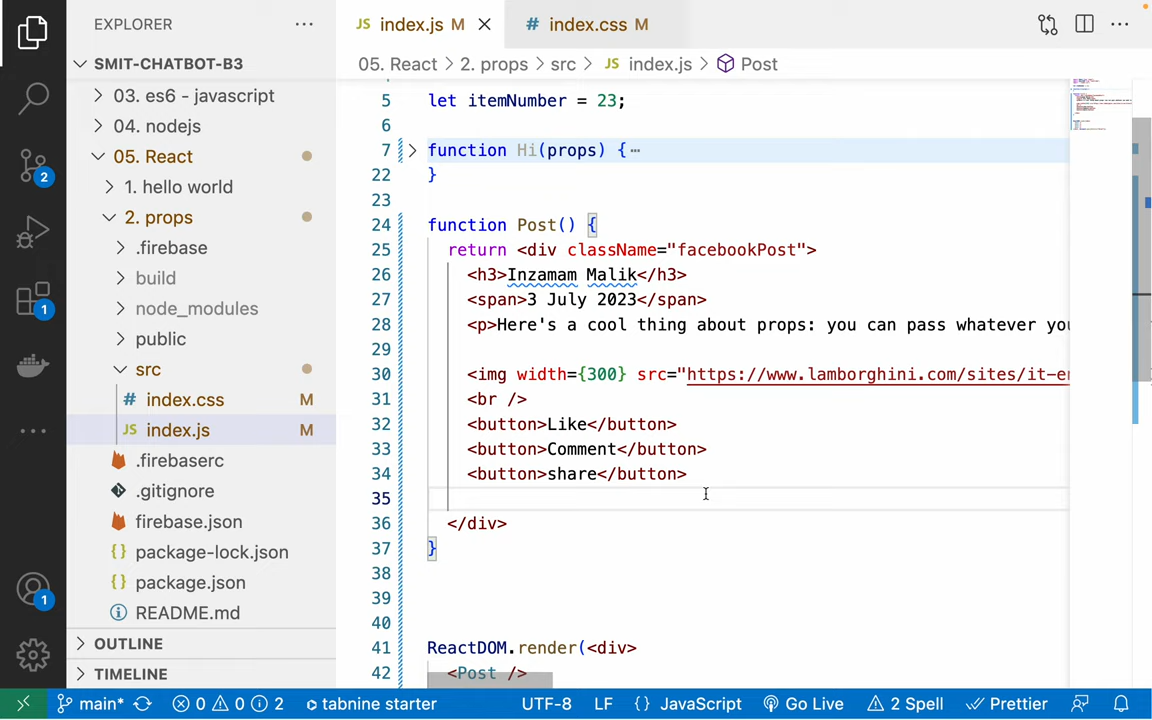 EXPLORER
SMIT-CHATBOT-B3
03. es6 - javascript
04. nodejs
05. React
1. hello world
2. props
.firebase
build
node_modules
public
src
# index.css M
JS index.js M
.firebaserc
.gitignore
firebase.json
{} package-lock.json
{} package.json
README.md
OUTLINE
TIMELINE
2
1
1
JS index.js M
# index.css M
05. React > 2. props > src > JS index.js > Post
5 let itemNumber = 23;
6
7 function Hi(props) {
22 }
23
24 function Post() {
25 return <div className="facebookPost">
26 <h3>Inzamam Malik</h3>
27 <span>3 July 2023</span>
28 <p>Here's a cool thing about props: you can pass whatever you
29
30 <img width={300} src="https://www.lamborghini.com/sites/it-en
31 <br />
32 <button>Like</button>
33 <button>Comment</button>
34 <button>share</button>
35
36 </div>
37 }
38
39
40
41 ReactDOM.render(<div>
42 <Post />
main* 0 0 2 tabnine starter UTF-8 LF {} JavaScript Go Live 2 Spell Prettier